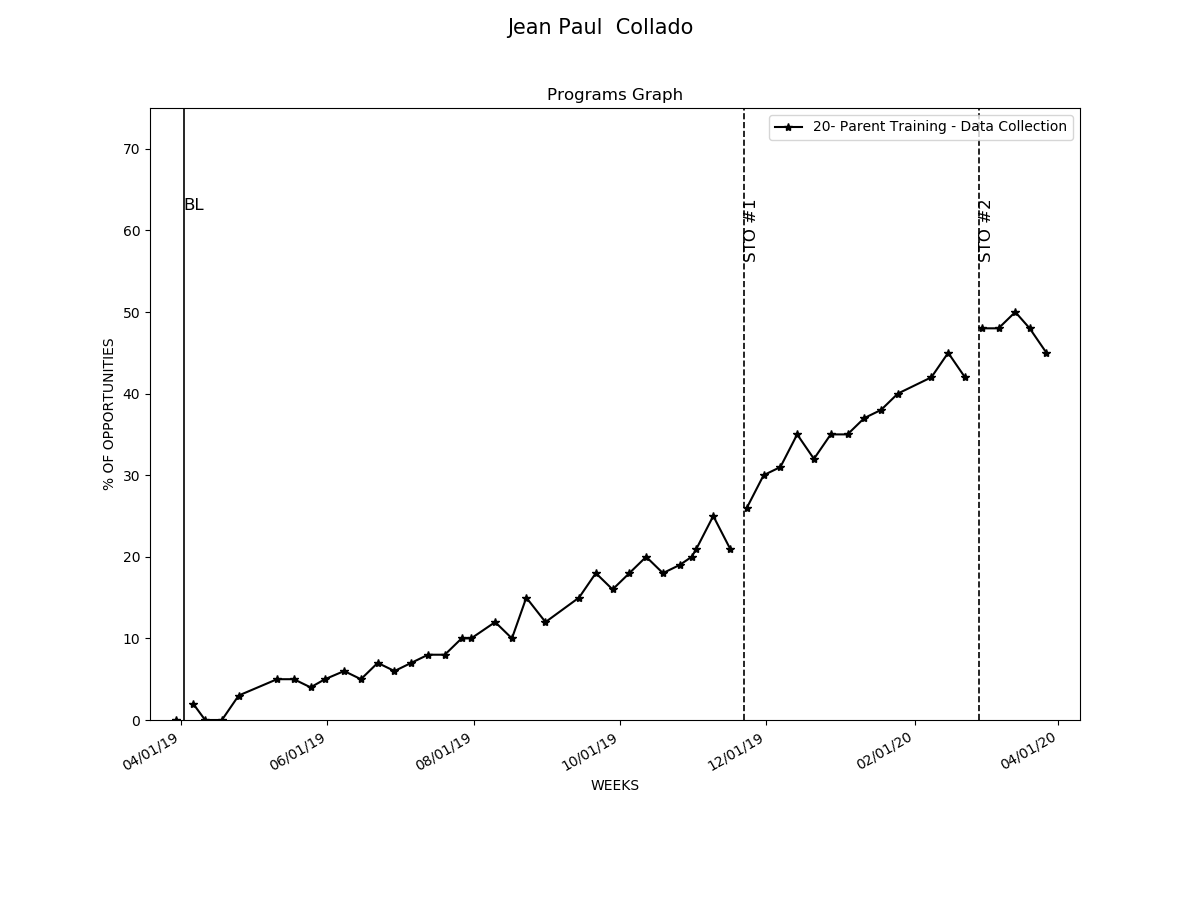 Jean Paul  Collado
Programs Graph
20- Parent Training - Data Collection
70
60
50
40
30
20
10
0
% OF OPPORTUNITIES
BL
STO #1
STO #2
04/01/19
06/01/19
08/01/19
10/01/19
12/01/19
02/01/20
04/01/20
WEEKS